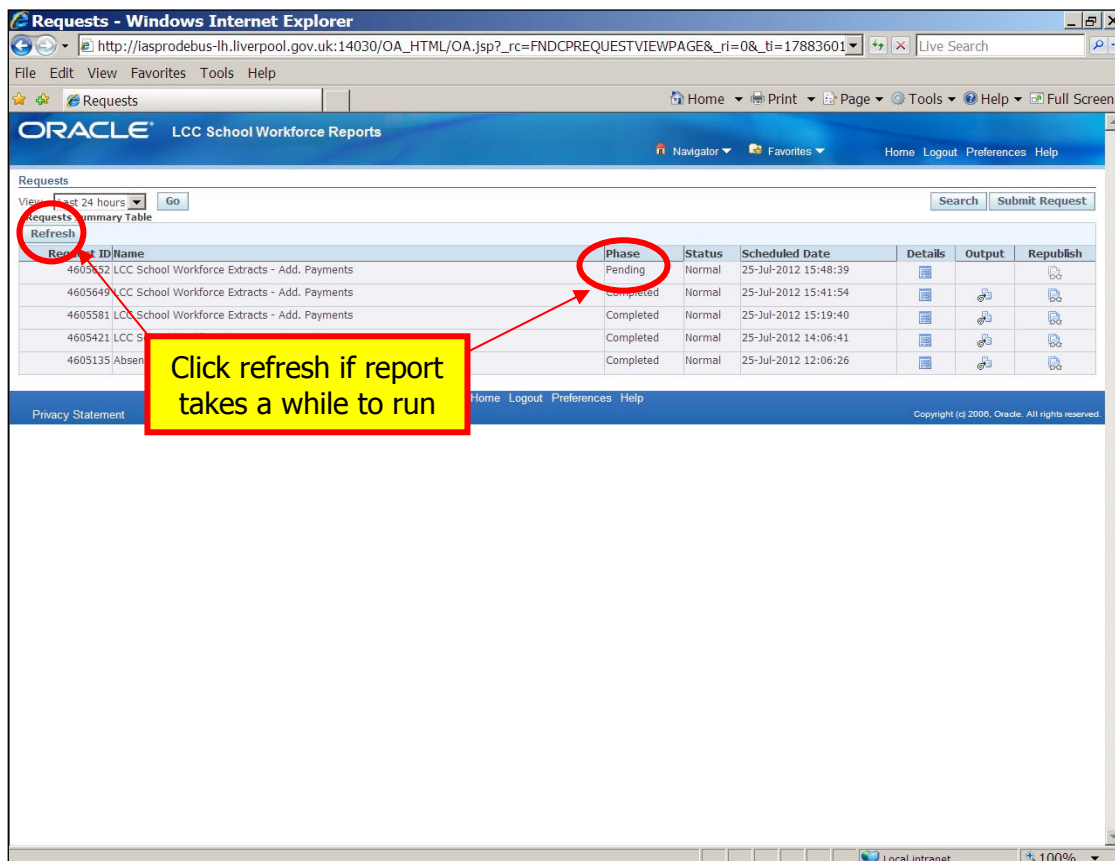 Requests - Windows Internet Explorer
http://iasprodebus-lh.liverpool.gov.uk:14030/OA_HTML/OA.jsp?_rc=FNDCPREQUESTVIEWPAGE&_ri=0&_ti=17883601 Live Search
File Edit View Favorites Tools Help
Requests Home Print Page Tools Help Full Screen
ORACLE LCC School Workforce Reports
Navigator Favorites Home Logout Preferences Help
Requests
View Last 24 hours Go Search Submit Request
Requests Summary Table
Refresh
Request ID Name Phase Status Scheduled Date Details Output Republish
4605652 LCC School Workforce Extracts - Add. Payments Pending Normal 25-Jul-2012 15:48:39
4605649 LCC School Workforce Extracts - Add. Payments Completed Normal 25-Jul-2012 15:41:54
4605581 LCC School Workforce Extracts - Add. Payments Completed Normal 25-Jul-2012 15:19:40
4605421 LCC Completed Normal 25-Jul-2012 14:06:41
4605135 Completed Normal 25-Jul-2012 12:06:26
Click refresh if report
takes a while to run
Home Logout Preferences Help
Privacy Statement Copyright (c) 2006, Oracle. All rights reserved.
Local intranet 100%